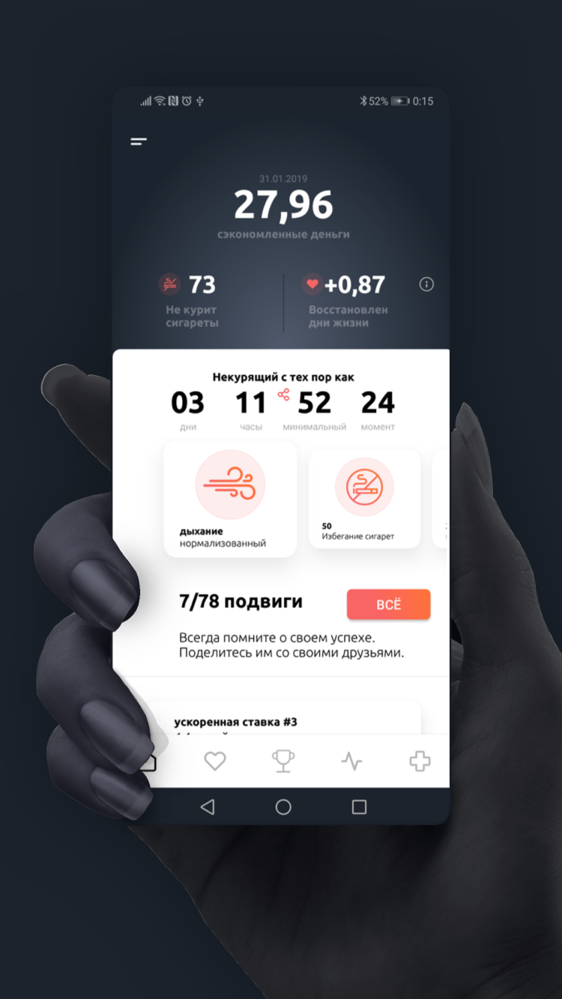 52% 0:15
31.01.2019
27,96
сэкономленные деньги
73 +0,87
Не курит
сигареты
Восстановлен
дни жизни
Некурящий с тех пор как
03 11 52 24
дни часы минимальный момент
дыхание
нормализованный
50
Избегание сигарет
7/78 подвиги
ВСЁ
Всегда помните о своем успехе.
Поделитесь им со своими друзьями.
ускоренная ставка #3